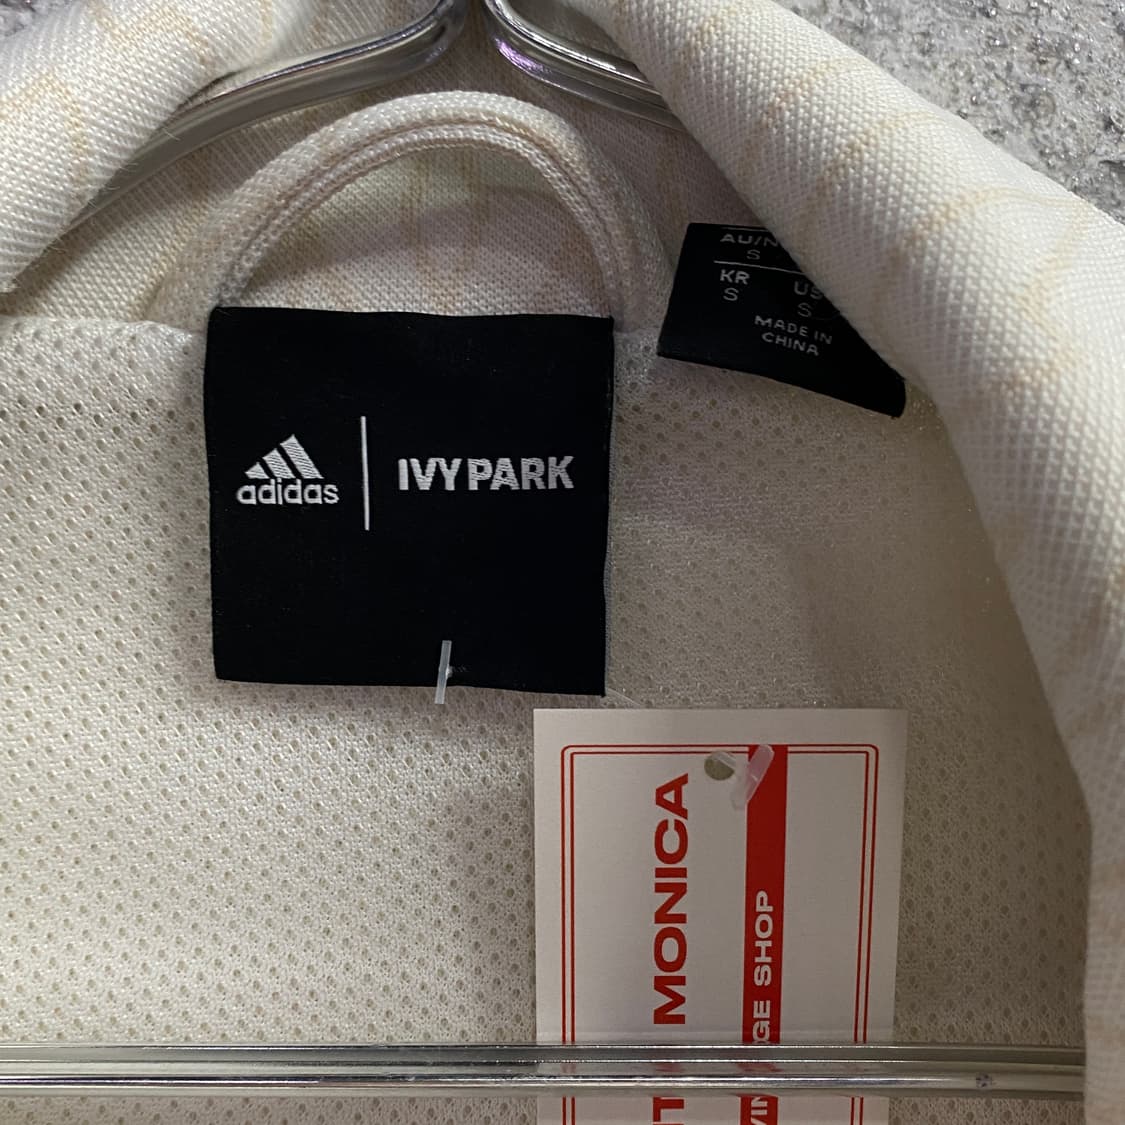 adidas
IVY PARK
AU/N
S
KR
US
S
S
MADE IN
CHINA
MONICA
GE SHOP